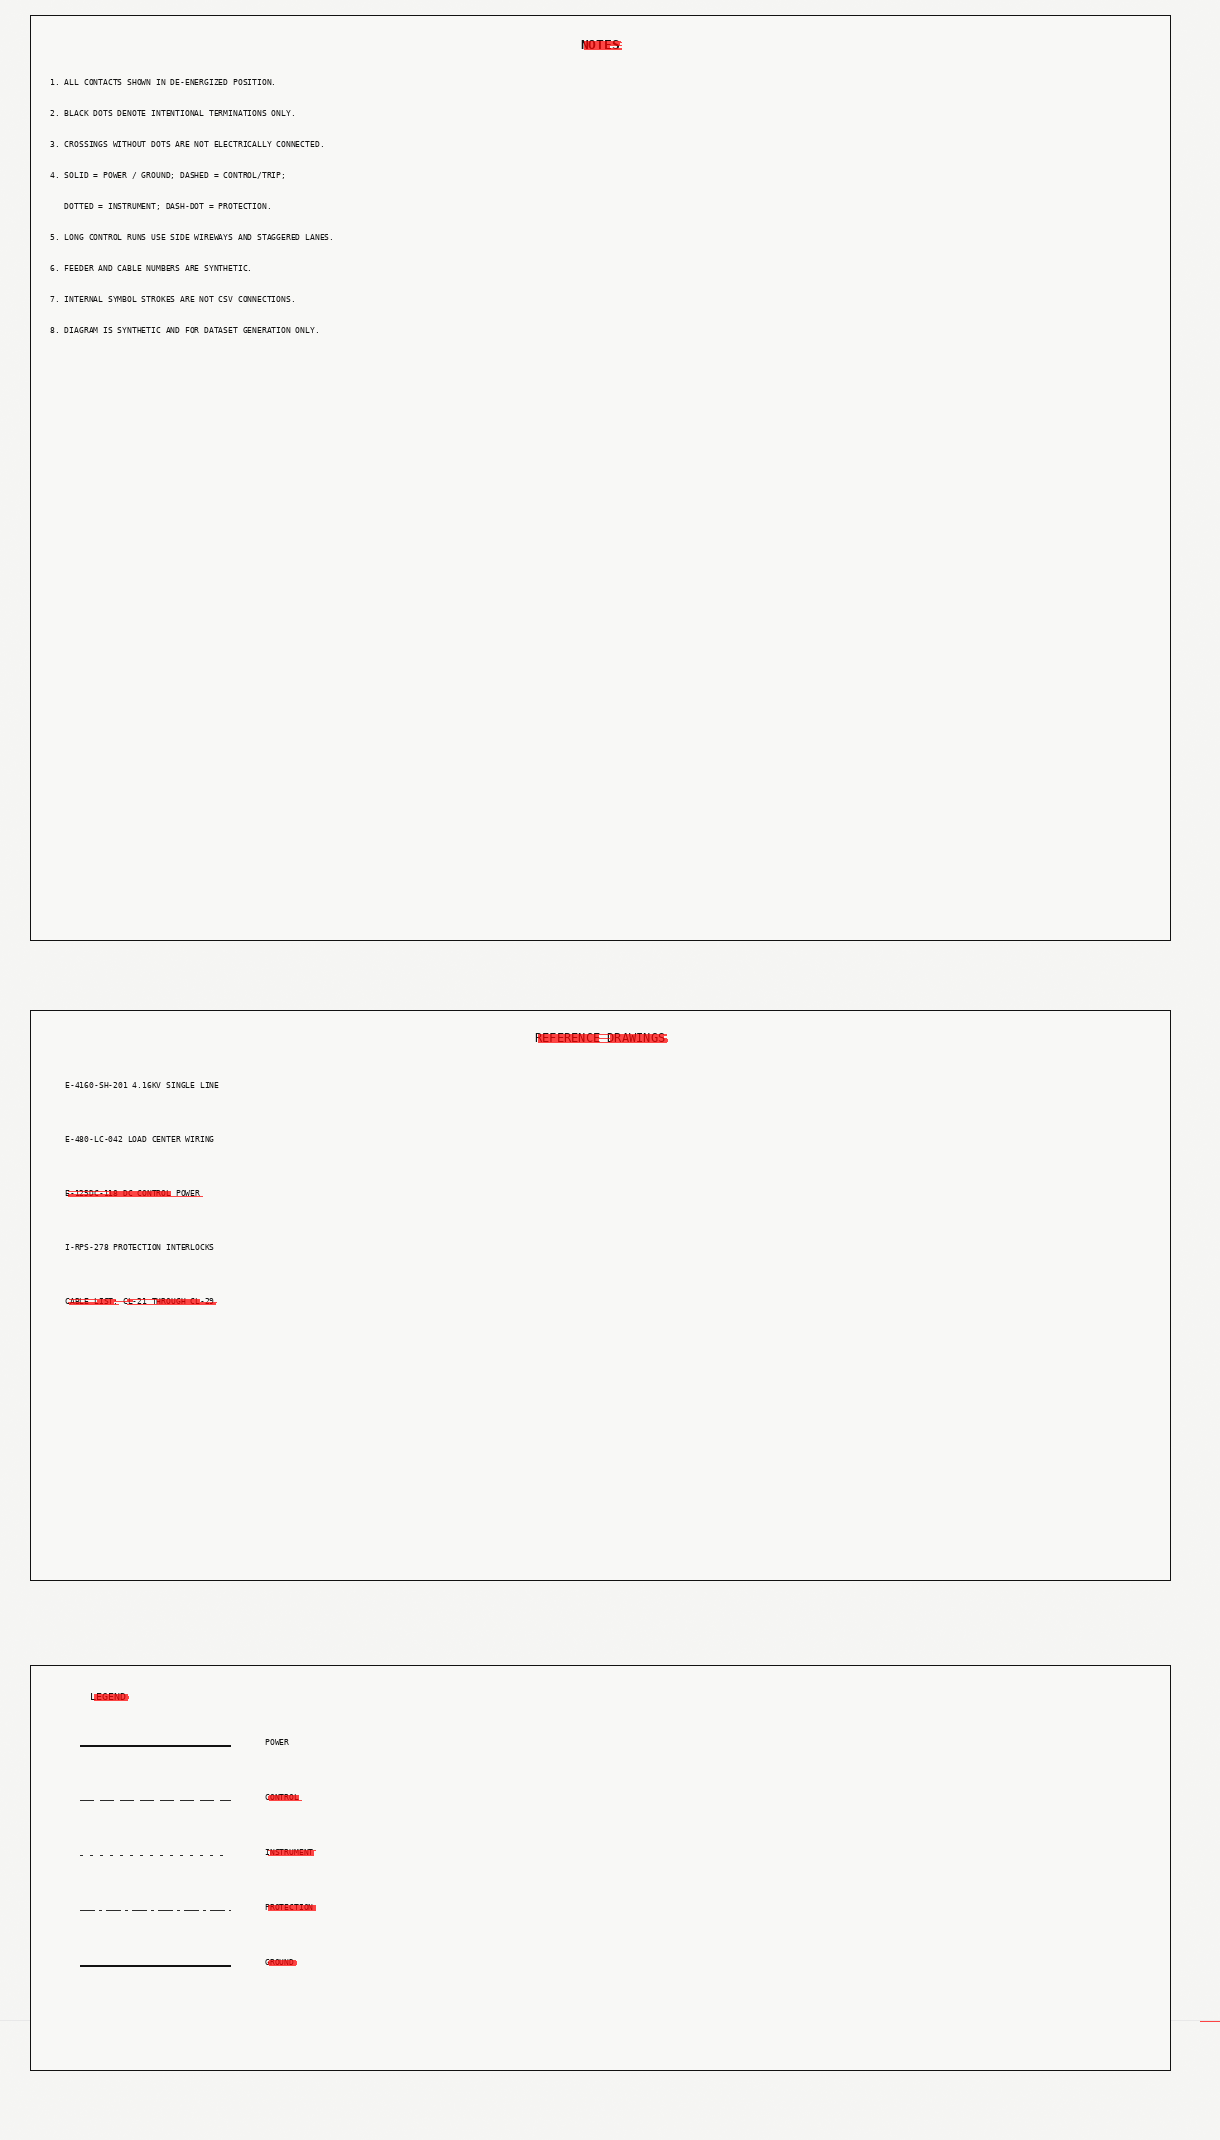 NOTES
1. ALL CONTACTS SHOWN IN DE-ENERGIZED POSITION.
2. BLACK DOTS DENOTE INTENTIONAL TERMINATIONS ONLY.
3. CROSSINGS WITHOUT DOTS ARE NOT ELECTRICALLY CONNECTED.
4. SOLID = POWER / GROUND; DASHED = CONTROL/TRIP;
DOTTED = INSTRUMENT; DASH-DOT = PROTECTION.
5. LONG CONTROL RUNS USE SIDE WIREWAYS AND STAGGERED LANES.
6. FEEDER AND CABLE NUMBERS ARE SYNTHETIC.
7. INTERNAL SYMBOL STROKES ARE NOT CSV CONNECTIONS.
8. DIAGRAM IS SYNTHETIC AND FOR DATASET GENERATION ONLY.
REFERENCE DRAWINGS
E-4160-SH-201 4.16KV SINGLE LINE
E-480-LC-042 LOAD CENTER WIRING
E-125DC-118 DC CONTROL POWER
I-RPS-278 PROTECTION INTERLOCKS
CABLE LIST: CL-21 THROUGH CL-29
LEGEND
POWER
CONTROL
INSTRUMENT
PROTECTION
GROUND